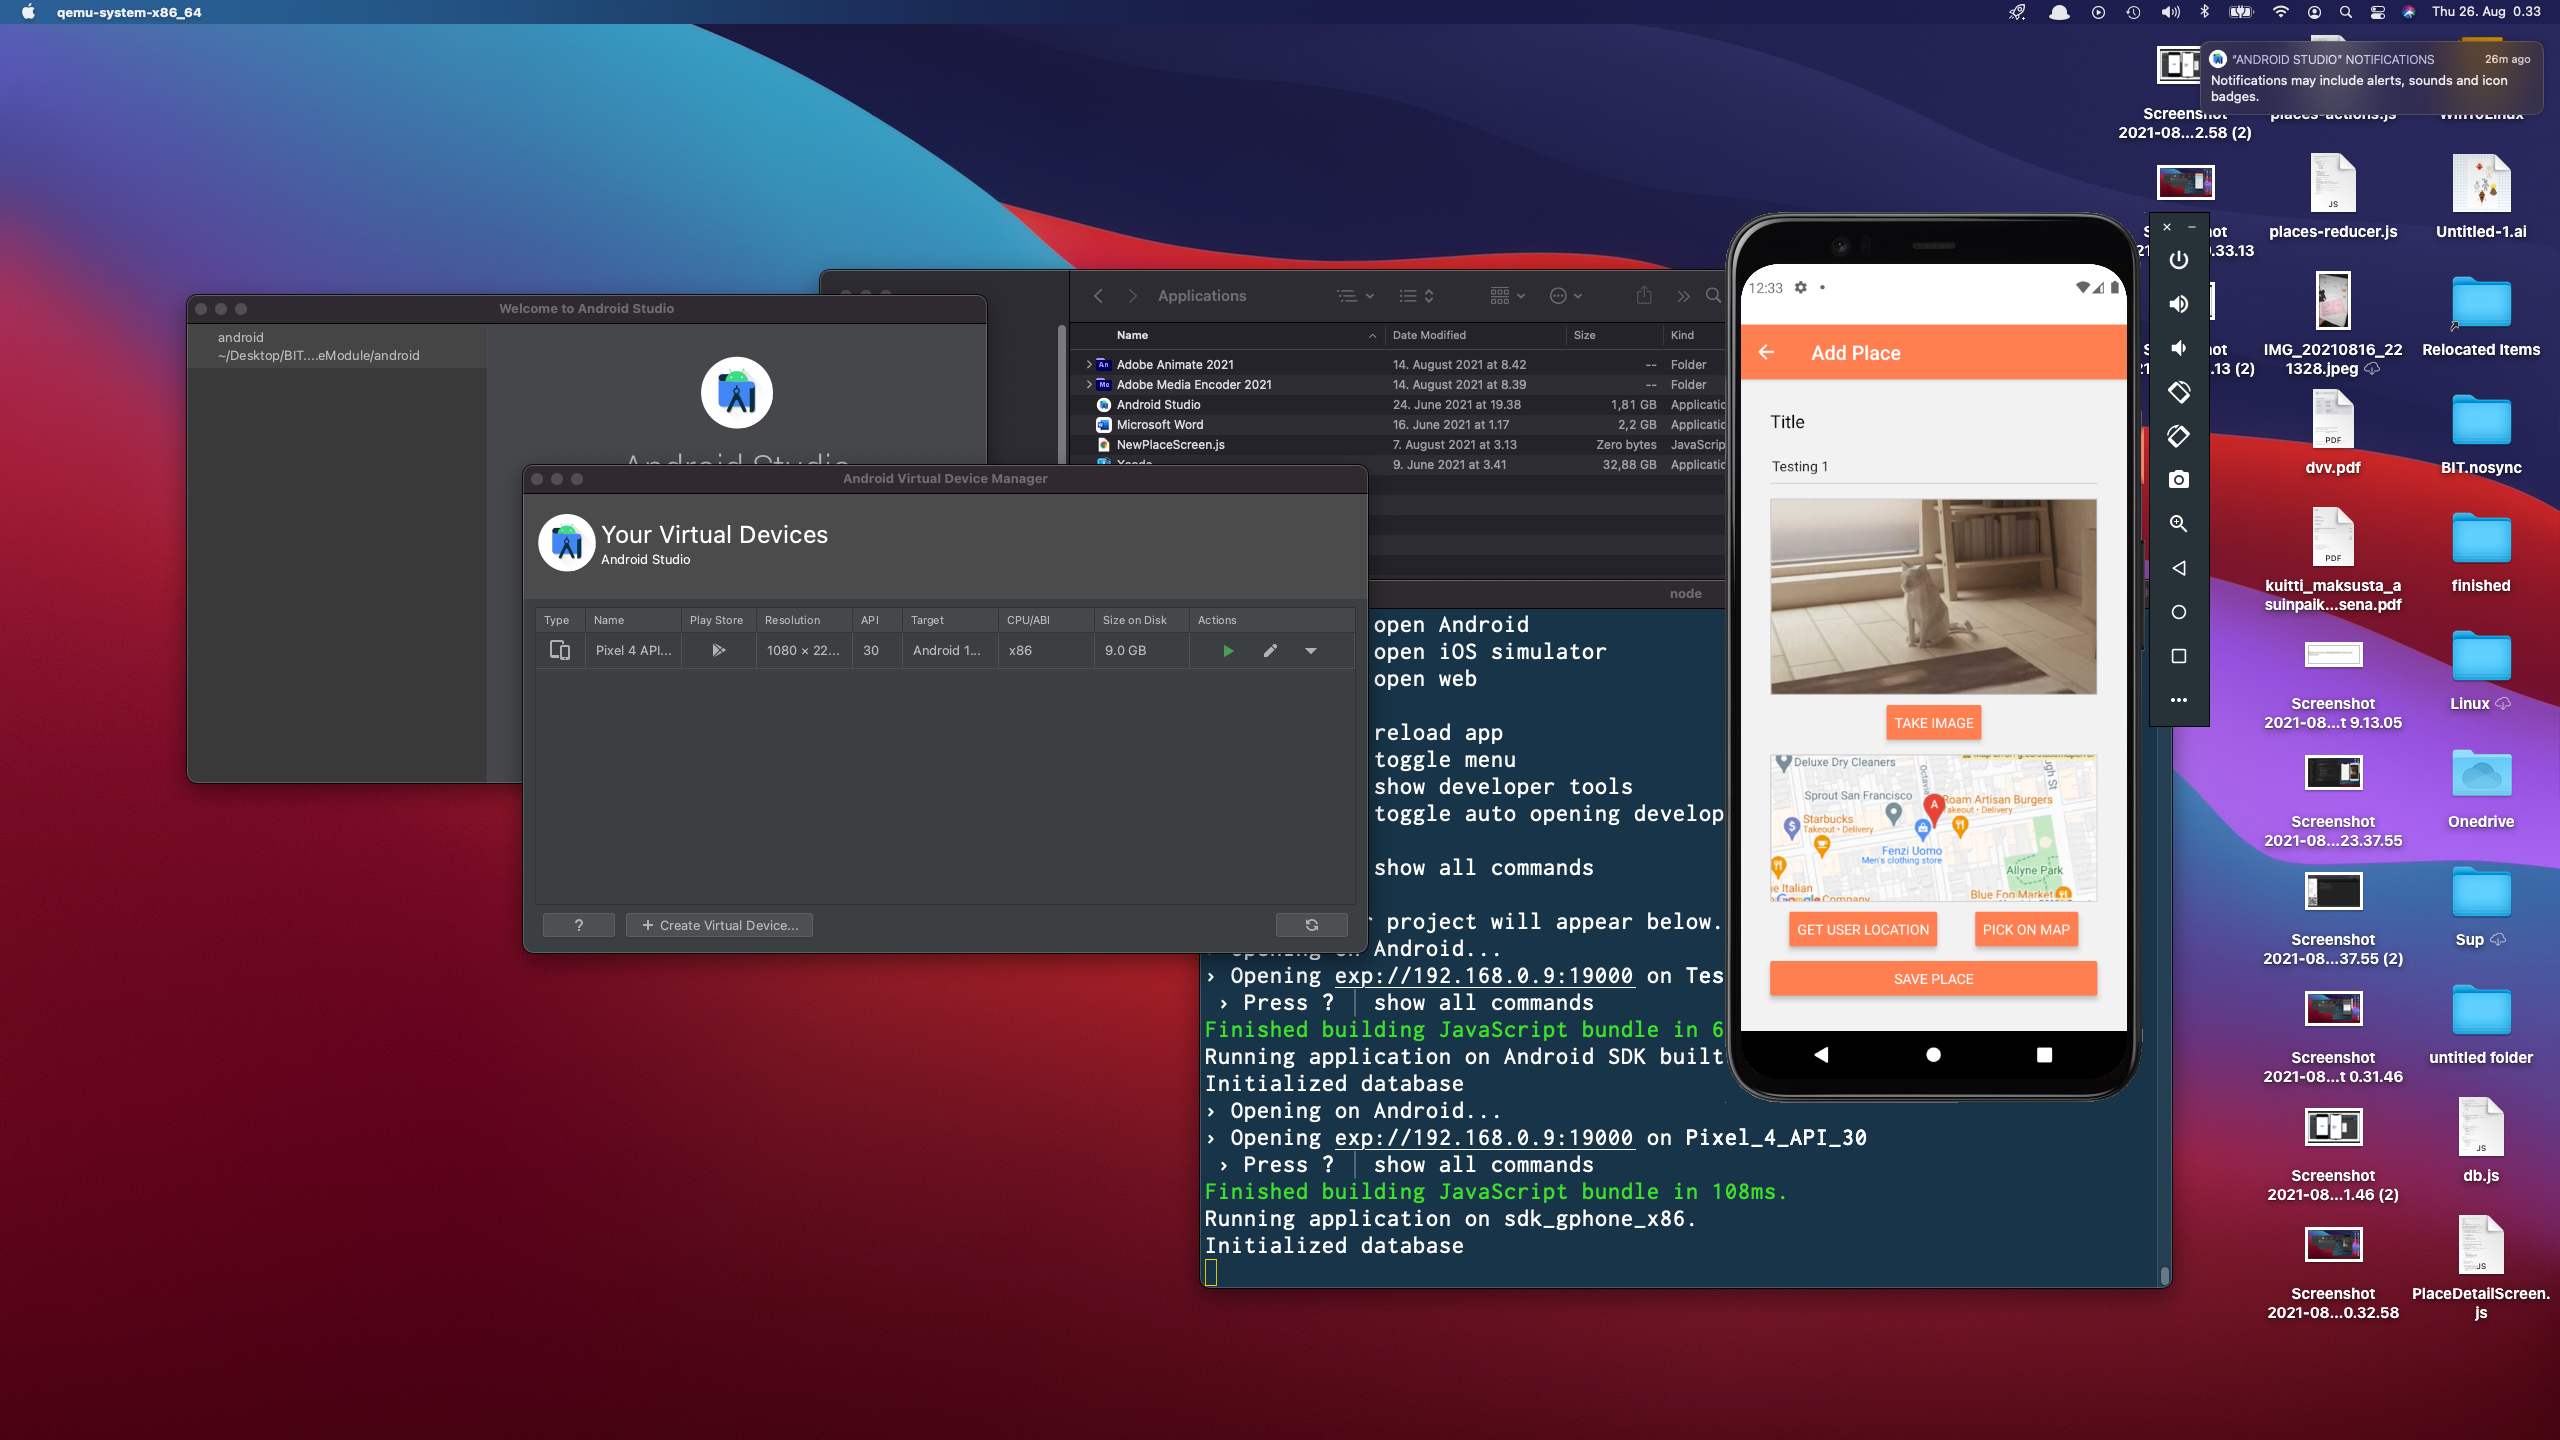 qemu-system-x86_64
Thu 26. Aug 0.33
"ANDROID STUDIO" NOTIFICATIONS
26m ago
Notifications may include alerts, sounds and icon
badges.
Welcome to Android Studio
android
~/Desktop/BIT....eModule/android
Android Studio
Applications
Name
Date Modified
Size
Kind
Adobe Animate 2021
14. August 2021 at 8.42
--
Folder
Adobe Media Encoder 2021
14. August 2021 at 8.39
--
Folder
Android Studio
24. June 2021 at 19.38
1,81 GB
Applicatic
Microsoft Word
16. June 2021 at 1.17
2,2 GB
Applicatic
NewPlaceScreen.js
7. August 2021 at 3.13
Zero bytes
JavaScrip
Xcode
9. June 2021 at 3.41
32,88 GB
Applicatic
Android Virtual Device Manager
Your Virtual Devices
Android Studio
Type
Name
Play Store
Resolution
API
Target
CPU/ABI
Size on Disk
Actions
Pixel 4 API...
1080 × 22...
30
Android 1...
x86
9.0 GB
?
+ Create Virtual Device...
node
open Android
open iOS simulator
open web
reload app
toggle menu
show developer tools
toggle auto opening develop
show all commands
project will appear below.
› Opening on Android...
› Opening exp://192.168.0.9:19000 on Tes
› Press ? │ show all commands
Finished building JavaScript bundle in 6
Running application on Android SDK built
Initialized database
› Opening on Android...
› Opening exp://192.168.0.9:19000 on Pixel_4_API_30
› Press ? │ show all commands
Finished building JavaScript bundle in 108ms.
Running application on sdk_gphone_x86.
Initialized database
12:33
Add Place
Title
Testing 1
TAKE IMAGE
Deluxe Dry Cleaners
Octavia
gh St
Sprout San Francisco
A
Roam Artisan Burgers
Takeout • Delivery
Starbucks
Takeout • Delivery
Fenzi Uomo
Men's clothing store
Allyne Park
e Italian
Company
Google
Blue Fog Market
GET USER LOCATION
PICK ON MAP
SAVE PLACE
Screenshot
2021-08...2.58 (2)
places-actions.js
Win10Linux
.33.13
places-reducer.js
JS
Untitled-1.ai
.13 (2)
IMG_20210816_22
1328.jpeg
Relocated Items
PDF
dvv.pdf
BIT.nosync
PDF
kuitti_maksusta_a
suinpaik...sena.pdf
finished
Screenshot
2021-08...t 9.13.05
Linux
Screenshot
2021-08...23.37.55
Onedrive
Screenshot
2021-08...37.55 (2)
Sup
Screenshot
2021-08...t 0.31.46
untitled folder
Screenshot
2021-08...1.46 (2)
JS
db.js
Screenshot
2021-08...0.32.58
JS
PlaceDetailScreen.
js